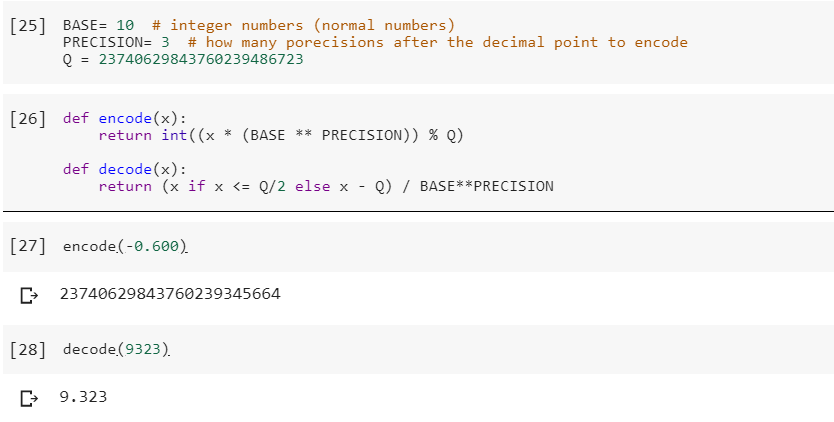 [25] BASE= 10  # integer numbers (normal numbers)
PRECISION= 3  # how many porecisions after the decimal point to encode
Q = 23740629843760239486723
[26] def encode(x):
    return int((x * (BASE ** PRECISION)) % Q)
def decode(x):
    return (x if x <= Q/2 else x - Q) / BASE**PRECISION
[27] encode(-0.600)
23740629843760239345664
[28] decode(9323)
9.323